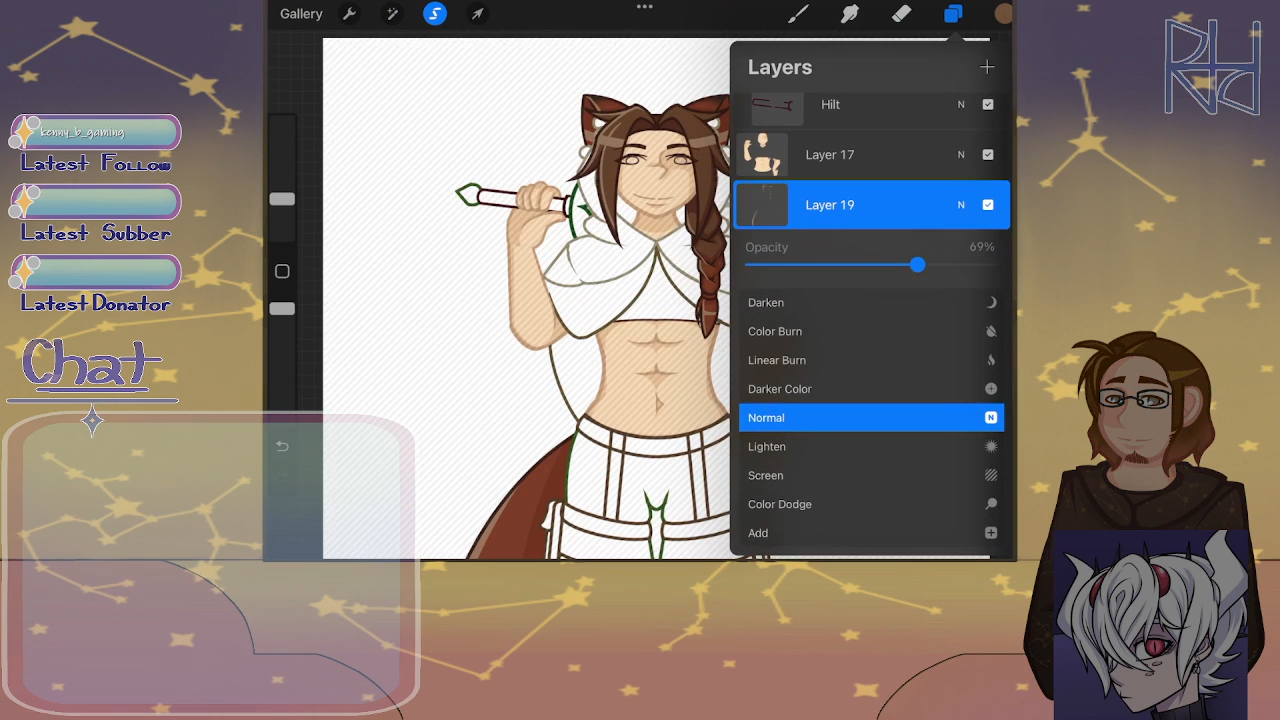 Gallery
Layers
Hilt N
Layer 17 N
Layer 19 N
Opacity 69%
Darken
Color Burn
Linear Burn
Darker Color
Normal N
Lighten
Screen
Color Dodge
Add
kenny_b_gaming
Latest Follow
Latest Subber
Latest Donator
Chat